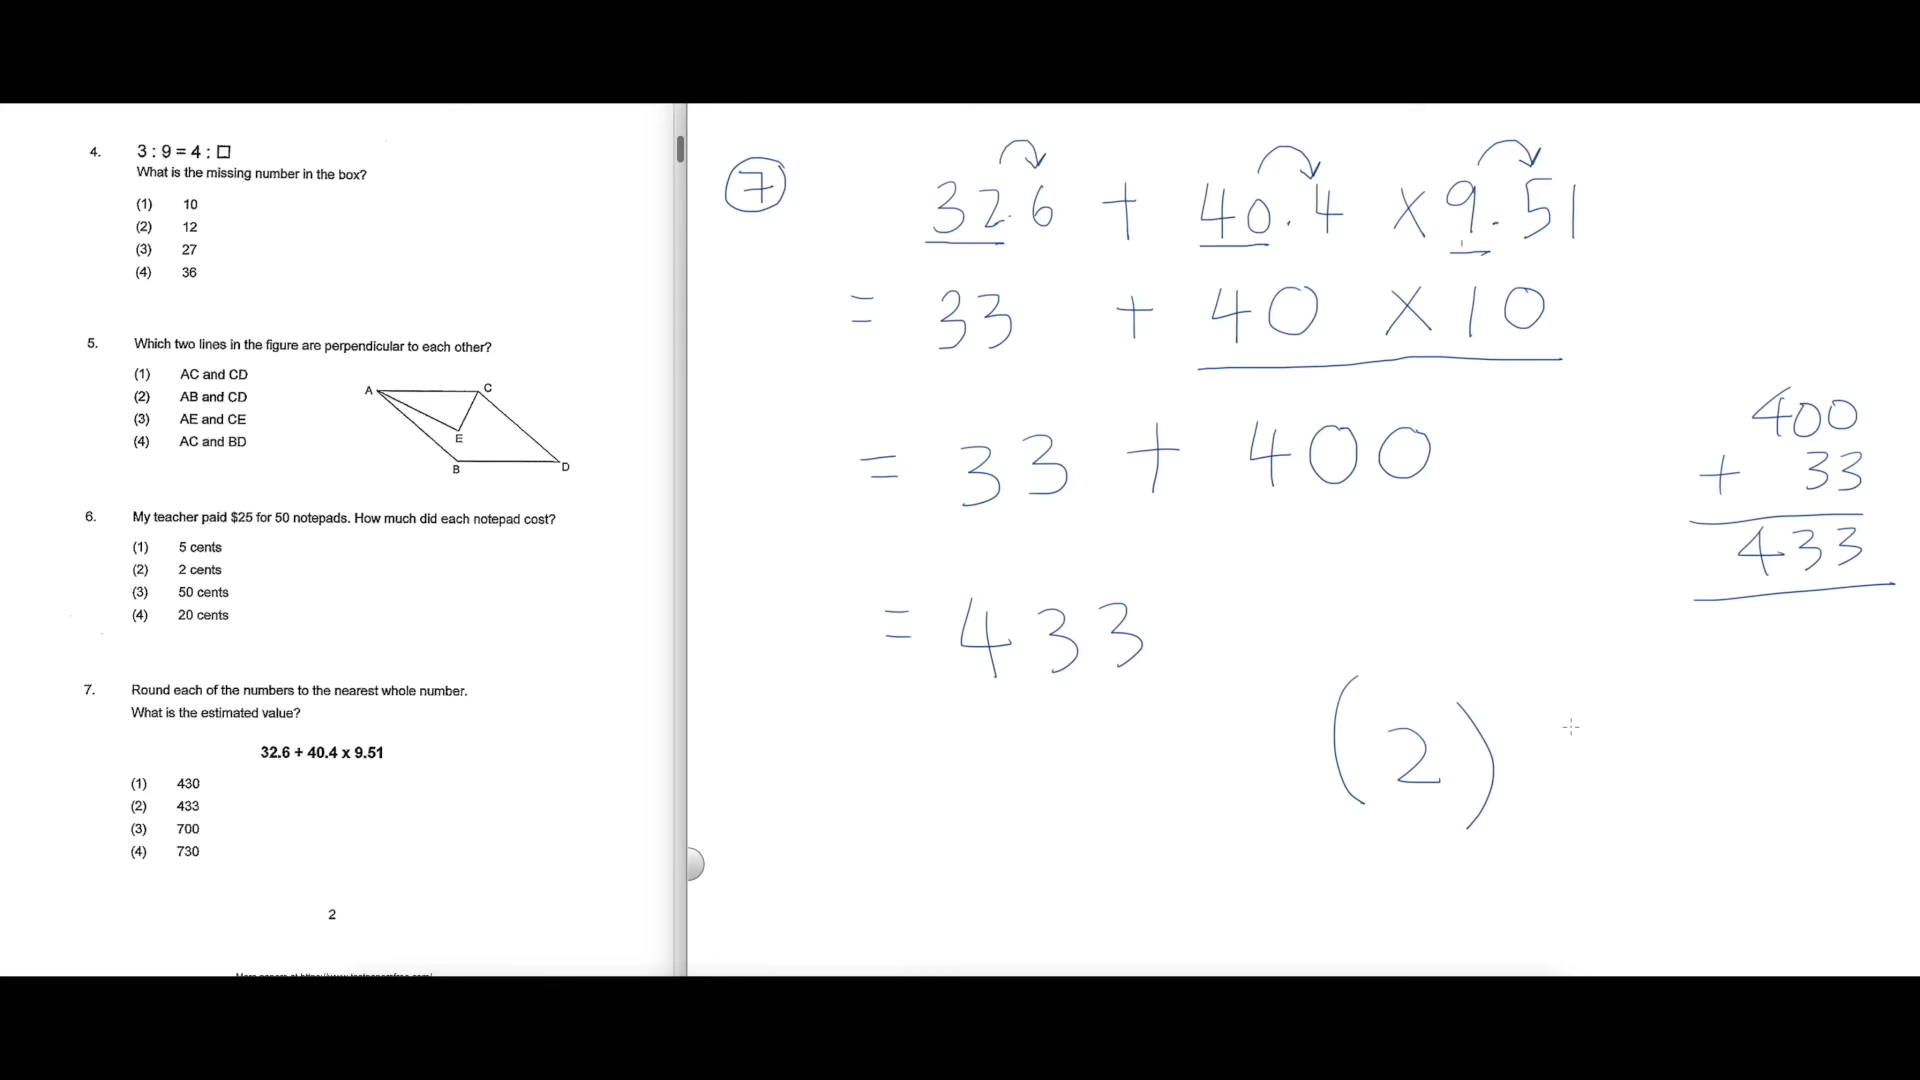 4. 3 : 9 = 4 : □
What is the missing number in the box?
(1) 10
(2) 12
(3) 27
(4) 36
5. Which two lines in the figure are perpendicular to each other?
(1) AC and CD
(2) AB and CD
(3) AE and CE
(4) AC and BD
A
C
E
B
D
6. My teacher paid $25 for 50 notepads. How much did each notepad cost?
(1) 5 cents
(2) 2 cents
(3) 50 cents
(4) 20 cents
7. Round each of the numbers to the nearest whole number.
What is the estimated value?
32.6 + 40.4 x 9.51
(1) 430
(2) 433
(3) 700
(4) 730
2
7
32.6 + 40.4 × 9.51
= 33 + 40 × 10
= 33 + 400
= 433
(2)
400
+ 33
433